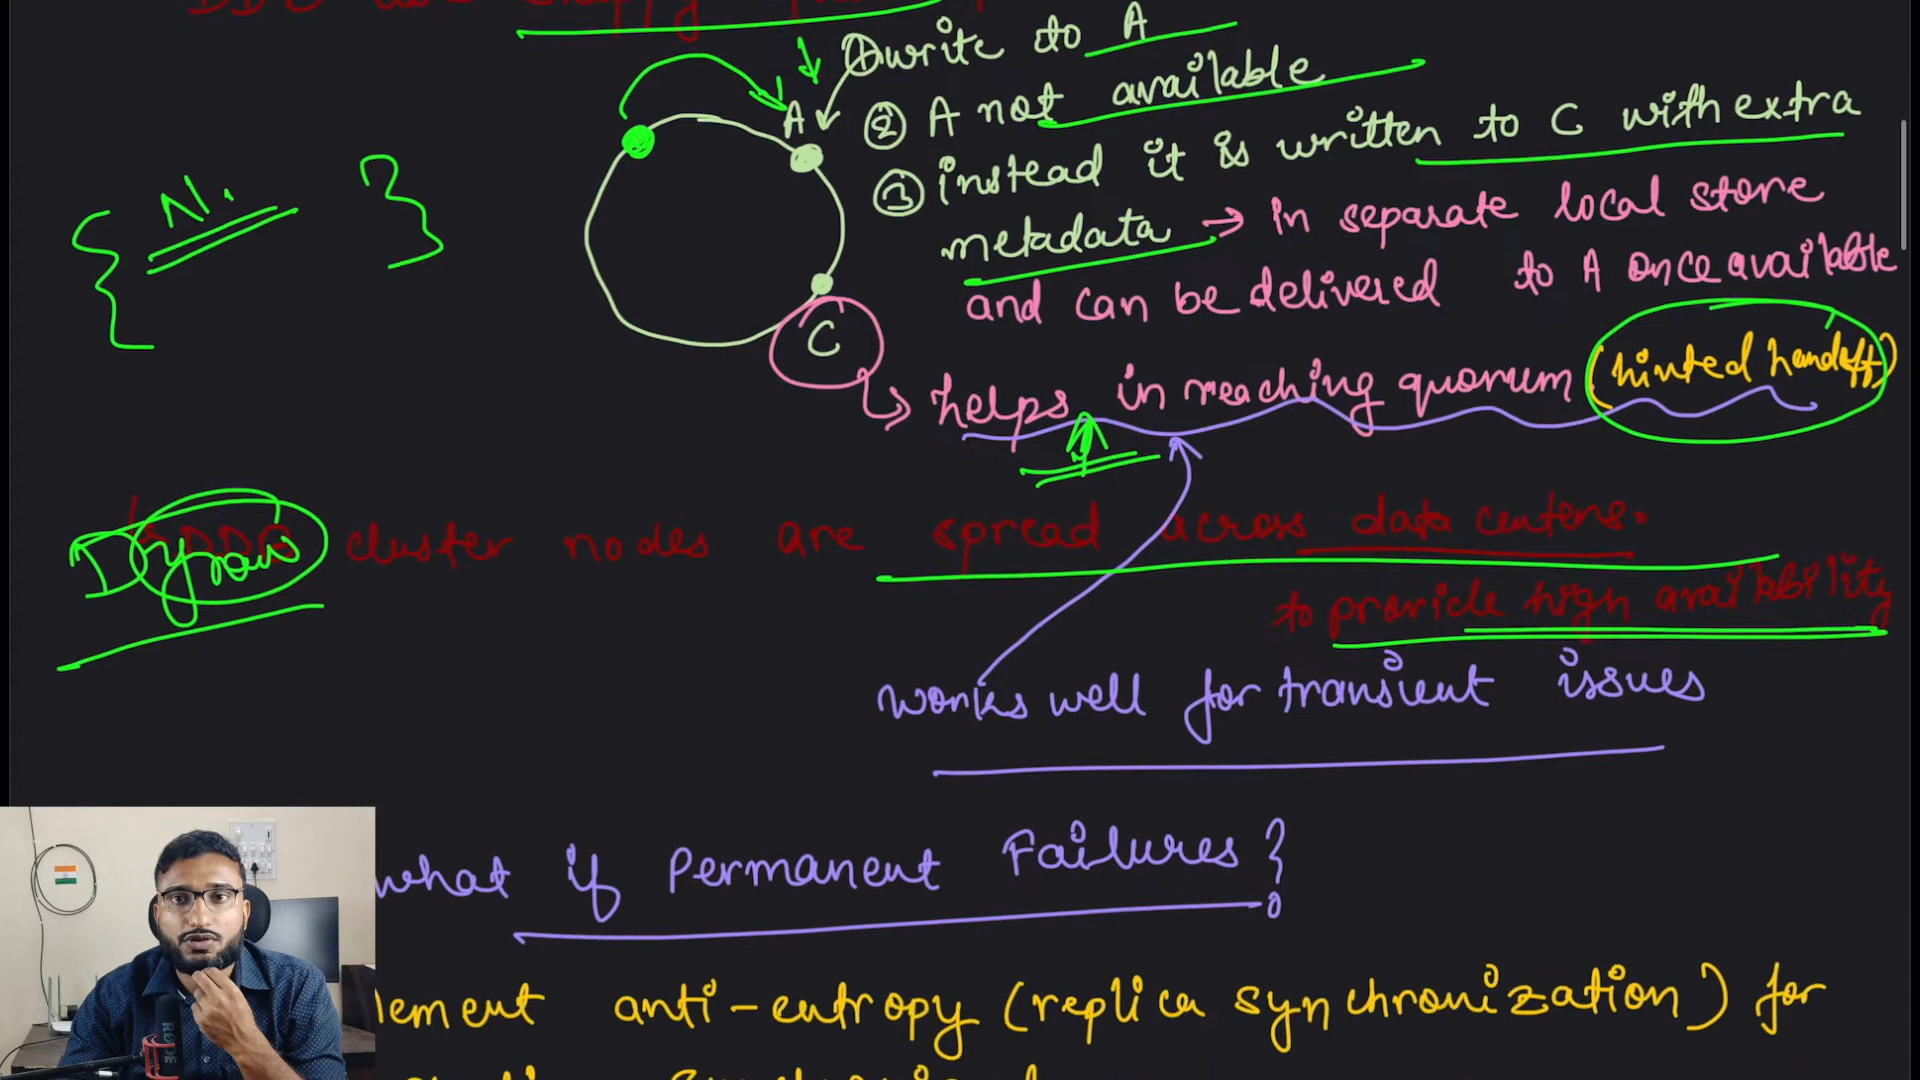 ① write to A
A
② A not available
③ instead it is written to C with extra
metadata → in separate local store
and can be delivered to A once available
{ N. }
C
helps in reaching quorum (hinted handoff)
cluster nodes are spread across data centers.
to provide high availability
works well for transient issues
what if Permanent Failures?
lement anti-entropy (replica synchronization) for
RODE